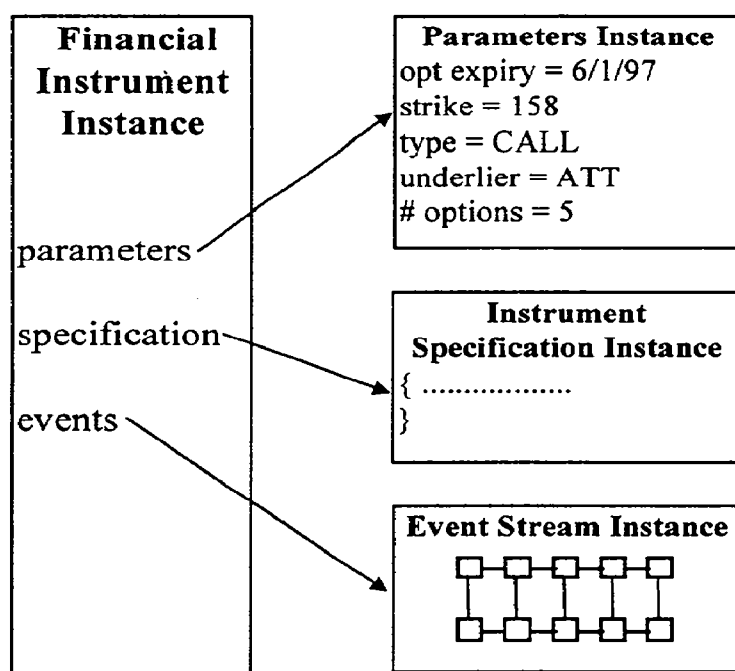 Financial
Instrument
Instance
parameters
specification
events
Parameters Instance
opt expiry = 6/1/97
strike = 158
type = CALL
underlier = ATT
# options = 5
Instrument
Specification Instance
{ ..................
}
Event Stream Instance